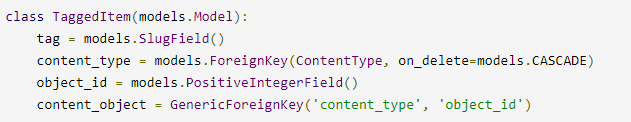 class TaggedItem(models.Model):
    tag = models.SlugField()
    content_type = models.ForeignKey(ContentType, on_delete=models.CASCADE)
    object_id = models.PositiveIntegerField()
    content_object = GenericForeignKey('content_type', 'object_id')